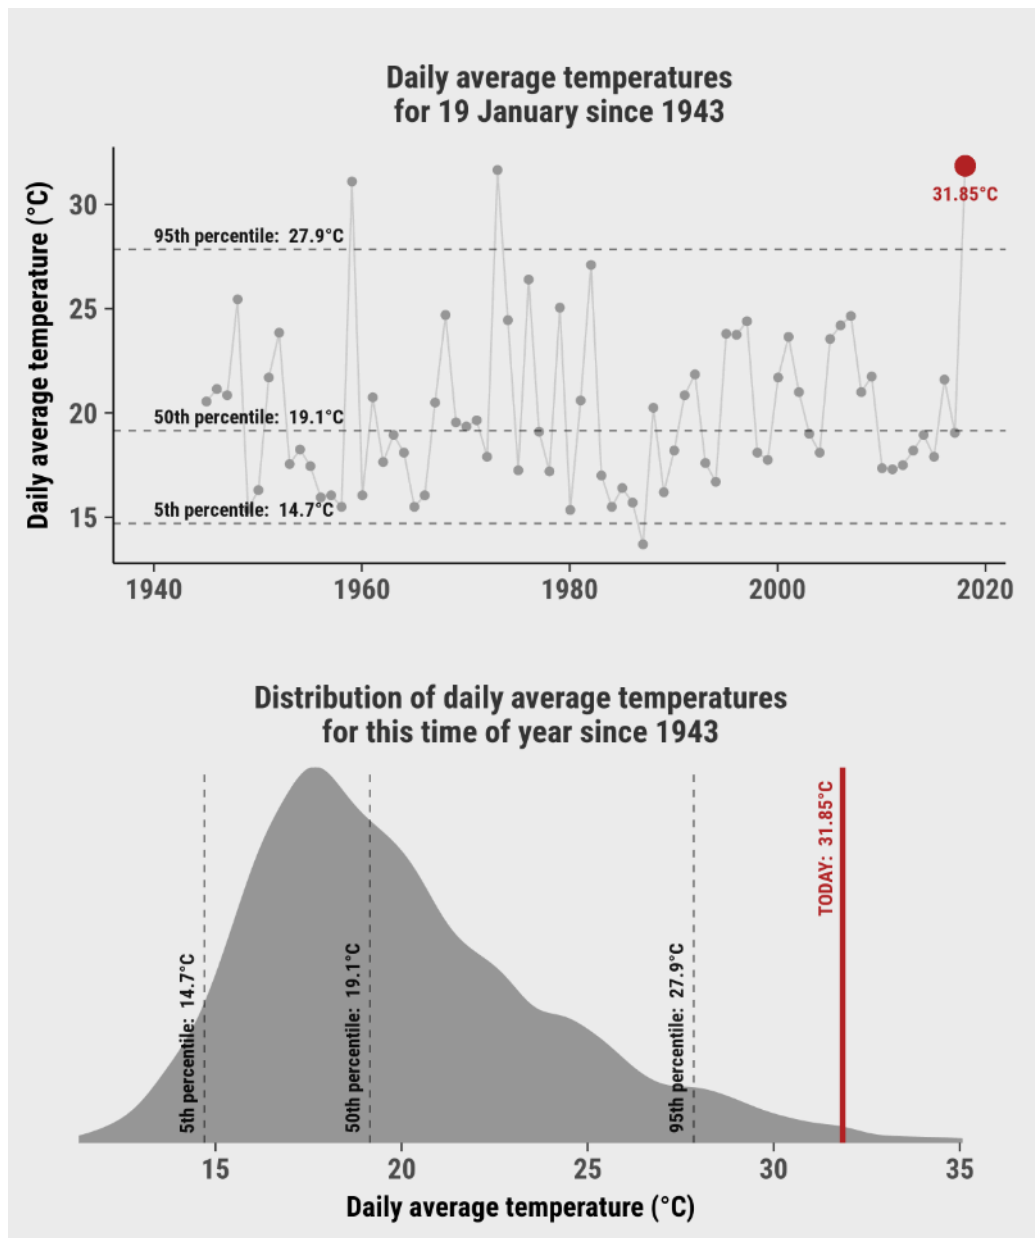 Daily average temperatures
for 19 January since 1943
Daily average temperature (°C)
30
25
20
15
95th percentile: 27.9°C
50th percentile: 19.1°C
5th percentile: 14.7°C
31.85°C
1940 1960 1980 2000 2020
Distribution of daily average temperatures
for this time of year since 1943
5th percentile: 14.7°C
50th percentile: 19.1°C
95th percentile: 27.9°C
TODAY: 31.85°C
15 20 25 30 35
Daily average temperature (°C)